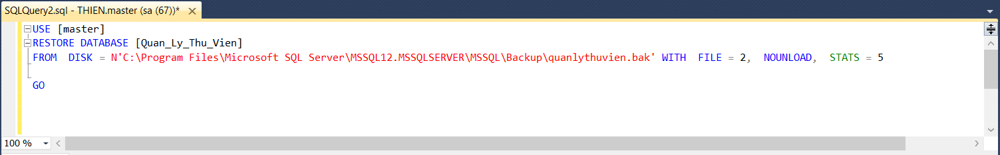 SQLQuery2.sql - THIEN.master (sa (67))*
USE [master]
RESTORE DATABASE [Quan_Ly_Thu_Vien]
FROM  DISK = N'C:\Program Files\Microsoft SQL Server\MSSQL12.MSSQLSERVER\MSSQL\Backup\quanlythuvien.bak' WITH  FILE = 2,  NOUNLOAD,  STATS = 5
GO
100 %